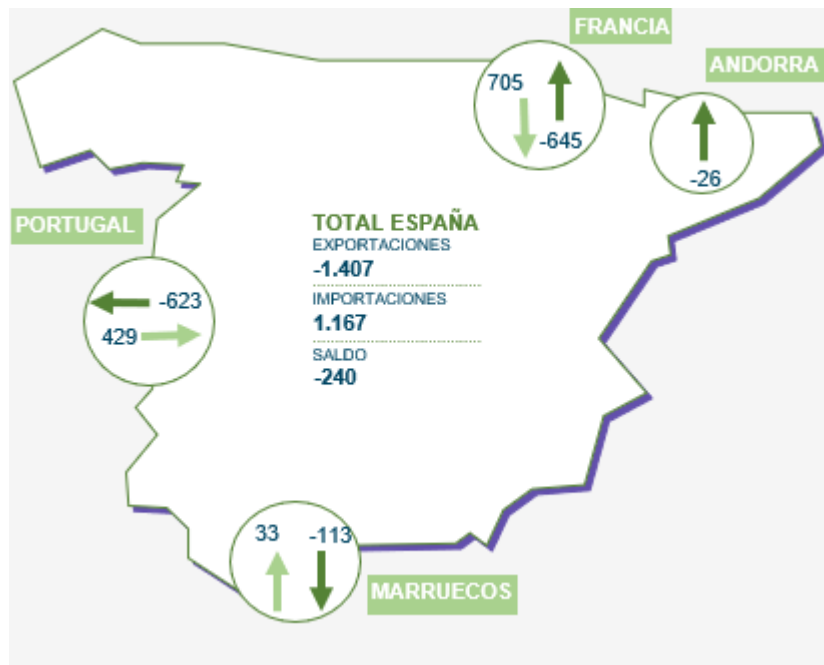 FRANCIA
705
-645
ANDORRA
-26
PORTUGAL
-623
429
TOTAL ESPAÑA
EXPORTACIONES
-1.407
IMPORTACIONES
1.167
SALDO
-240
33
-113
MARRUECOS